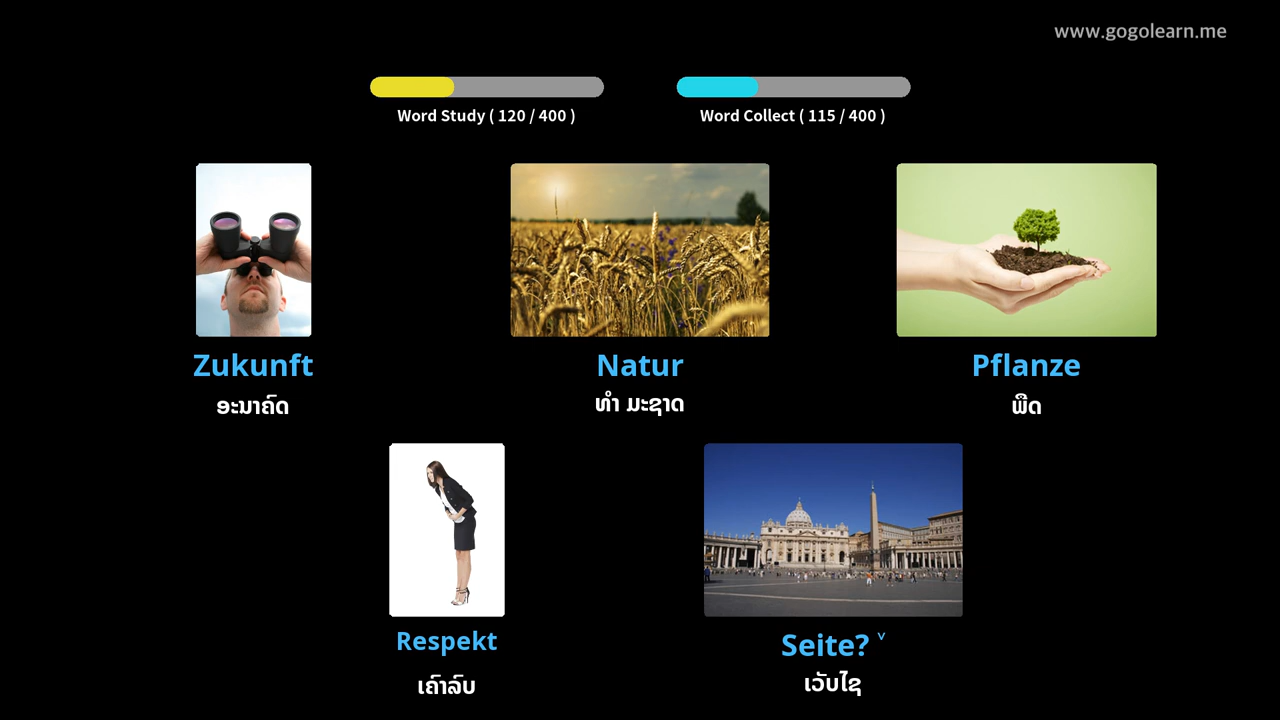 www.gogolearn.me
Word Study ( 120 / 400 )
Word Collect ( 115 / 400 )
Zukunft
Natur
Pflanze
ອະນາຄົດ
ທຳ ມະຊາດ
ພືດ
Respekt
Seite? ˅
ເຄົາລົບ
ເວັບໄຊ